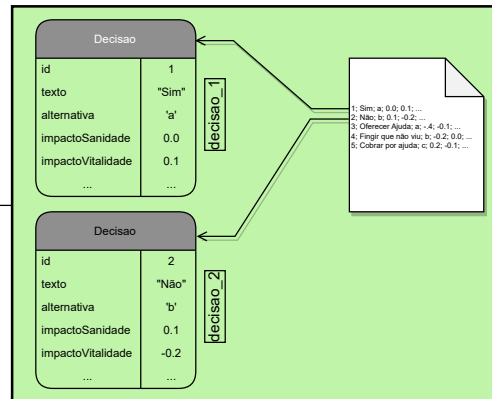 Decisao
id 1
texto "Sim"
alternativa 'a'
impactoSanidade 0.0
impactoVitalidade 0.1
... ...
decisao_1
Decisao
id 2
texto "Não"
alternativa 'b'
impactoSanidade 0.1
impactoVitalidade -0.2
... ...
decisao_2
1; Sim; a; 0.0; 0.1; ...
2; Não; b; 0.1; -0.2; ...
3; Oferecer Ajuda; a; -.4; -0.1; ...
4; Fingir que não viu; b; -0.2; 0.0; ...
5; Cobrar por ajuda; c; 0.2; -0.1; ...